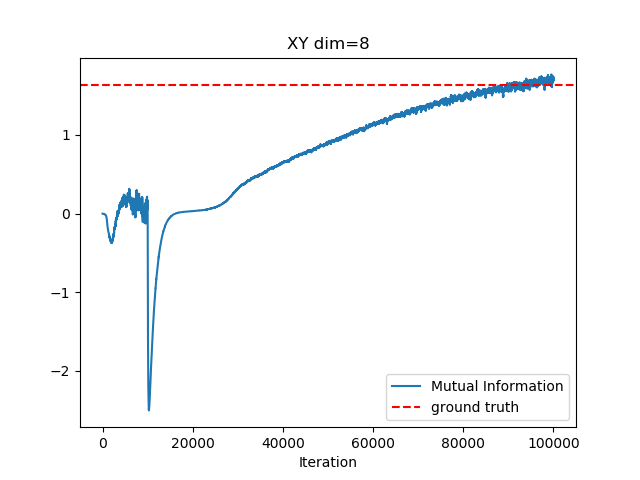 XY dim=8
1
0
−1
−2
0
20000
40000
60000
80000
100000
Iteration
Mutual Information
ground truth